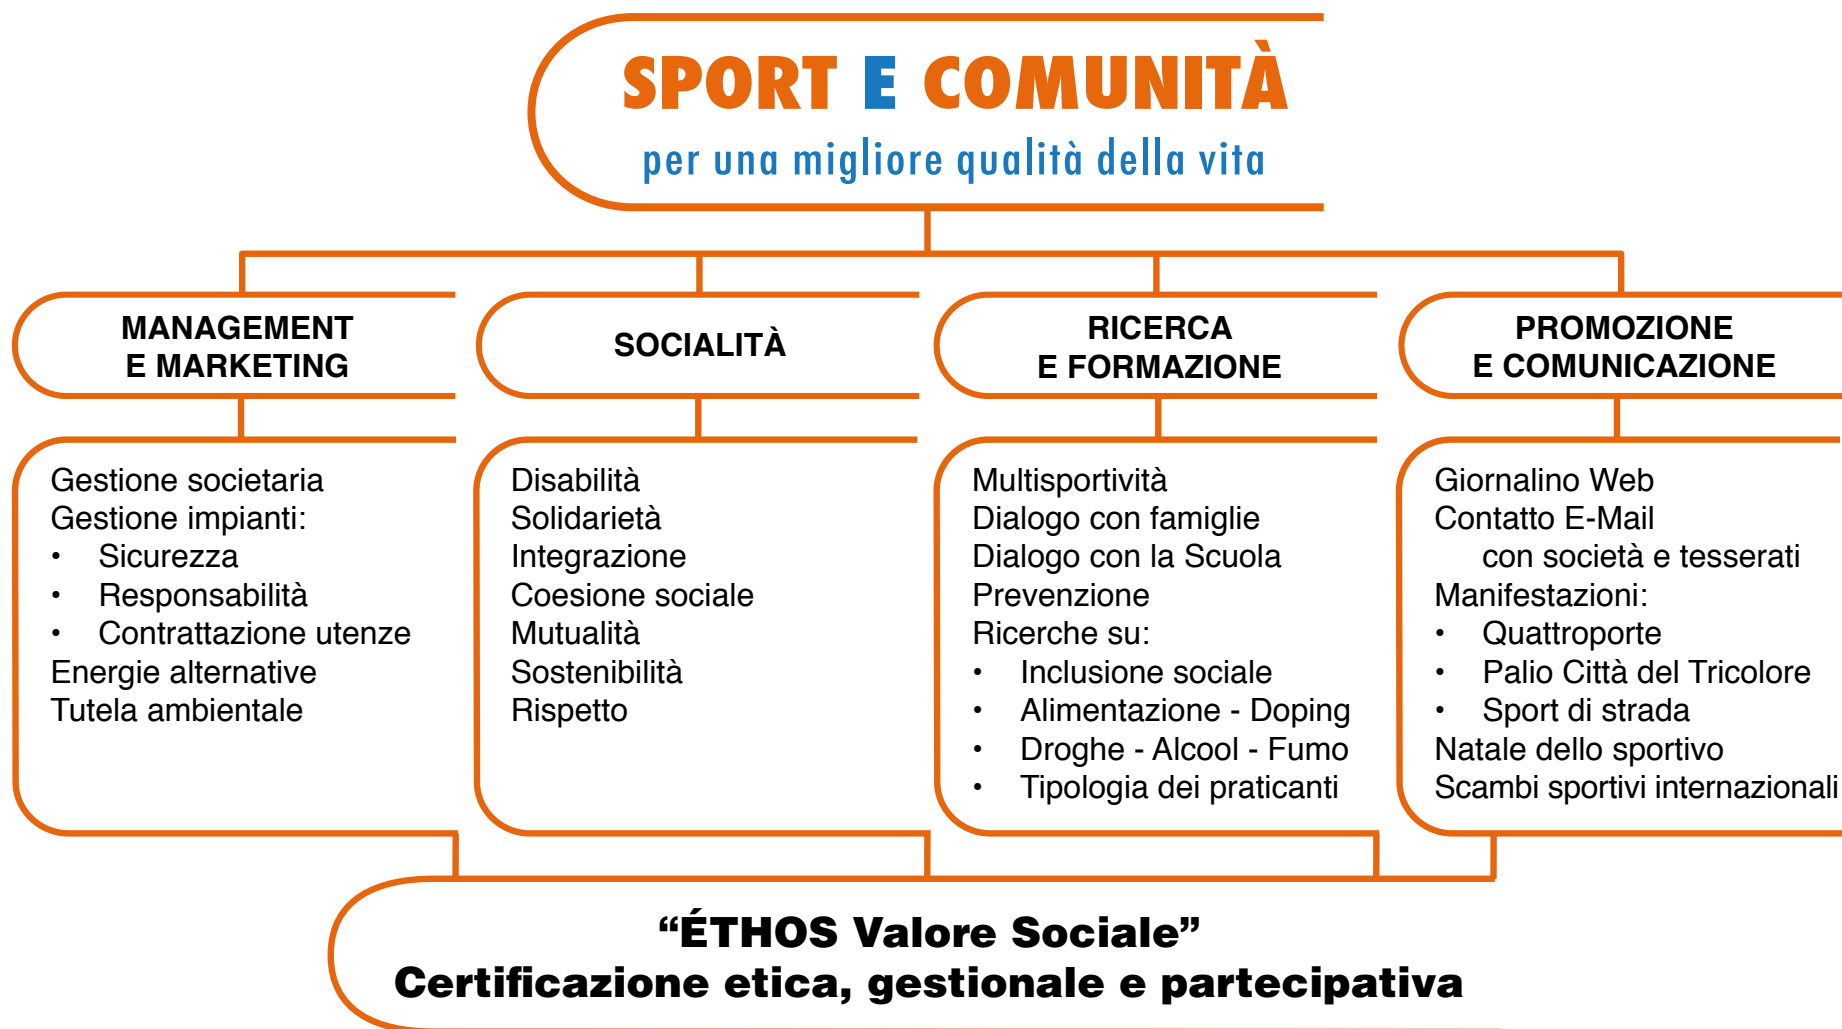 SPORT E COMUNITÀ
per una migliore qualità della vita
MANAGEMENT
E MARKETING
Gestione societaria
Gestione impianti:
• Sicurezza
• Responsabilità
• Contrattazione utenze
Energie alternative
Tutela ambientale
SOCIALITÀ
Disabilità
Solidarietà
Integrazione
Coesione sociale
Mutualità
Sostenibilità
Rispetto
RICERCA
E FORMAZIONE
Multisportività
Dialogo con famiglie
Dialogo con la Scuola
Prevenzione
Ricerche su:
• Inclusione sociale
• Alimentazione - Doping
• Droghe - Alcool - Fumo
• Tipologia dei praticanti
PROMOZIONE
E COMUNICAZIONE
Giornalino Web
Contatto E-Mail
con società e tesserati
Manifestazioni:
• Quattroporte
• Palio Città del Tricolore
• Sport di strada
Natale dello sportivo
Scambi sportivi internazionali
“ÉTHOS Valore Sociale”
Certificazione etica, gestionale e partecipativa